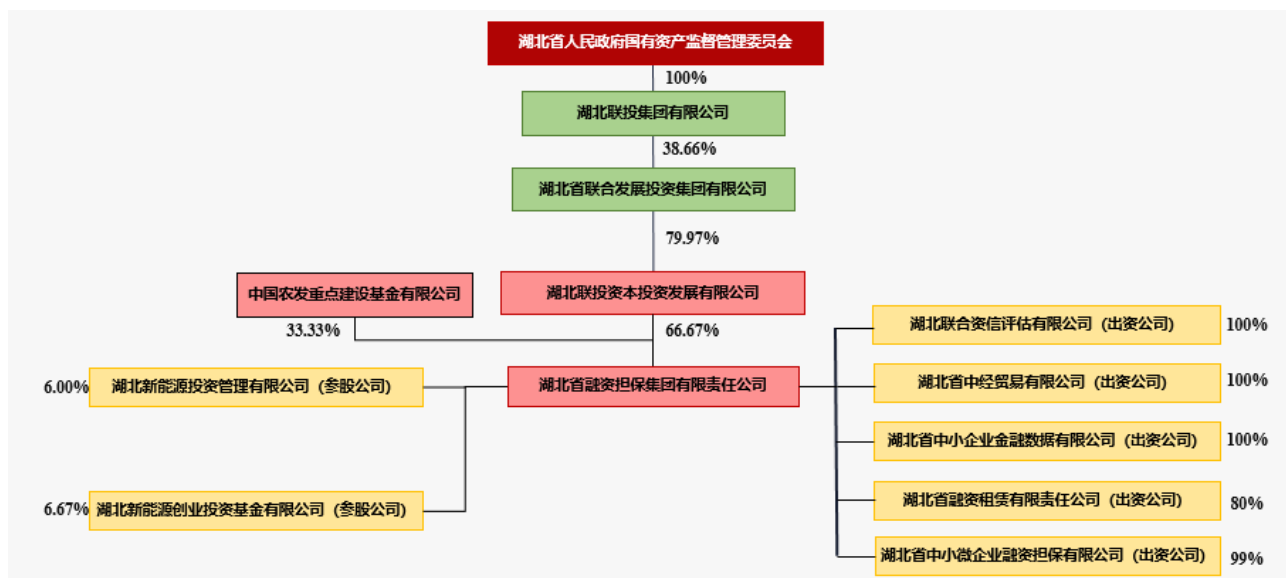 湖北省人民政府国有资产监督管理委员会
100%
湖北联投集团有限公司
38.66%
湖北省联合发展投资集团有限公司
79.97%
中国农发重点建设基金有限公司
湖北联投资本投资发展有限公司
33.33%
66.67%
湖北省融资担保集团有限责任公司
6.00%
湖北新能源投资管理有限公司（参股公司）
6.67%
湖北新能源创业投资基金有限公司（参股公司）
湖北联合资信评估有限公司（出资公司）
100%
湖北省中经贸易有限公司（出资公司）
100%
湖北省中小企业金融数据有限公司（出资公司）
100%
湖北省融资租赁有限责任公司（出资公司）
80%
湖北省中小微企业融资担保有限公司（出资公司）
99%